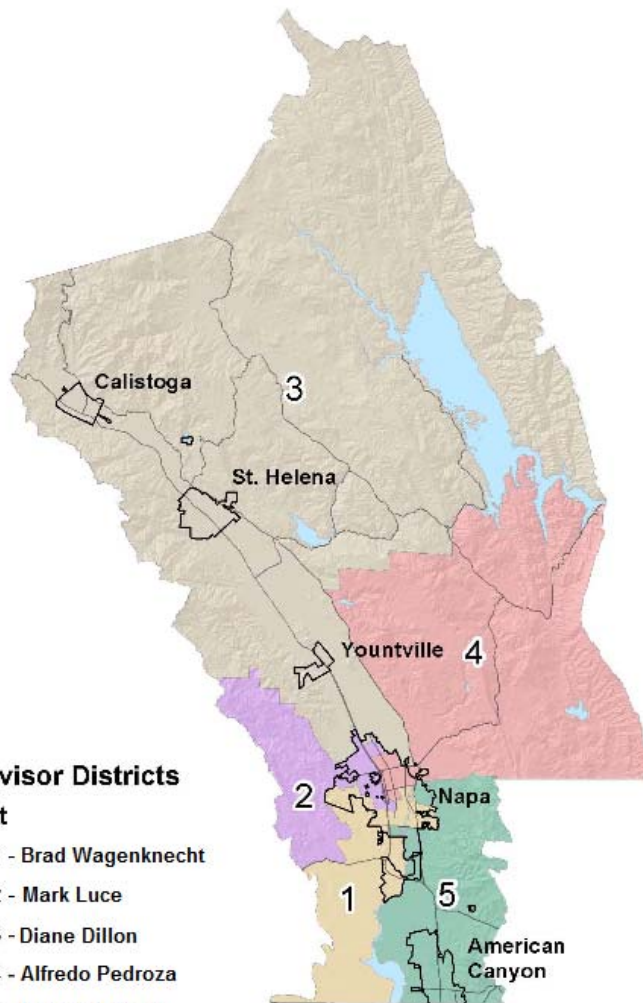 3
Calistoga
St. Helena
Yountville
4
2
Napa
1
5
American
Canyon
Districts
- Brad Wagenknecht
- Mark Luce
- Diane Dillon
- Alfredo Pedroza